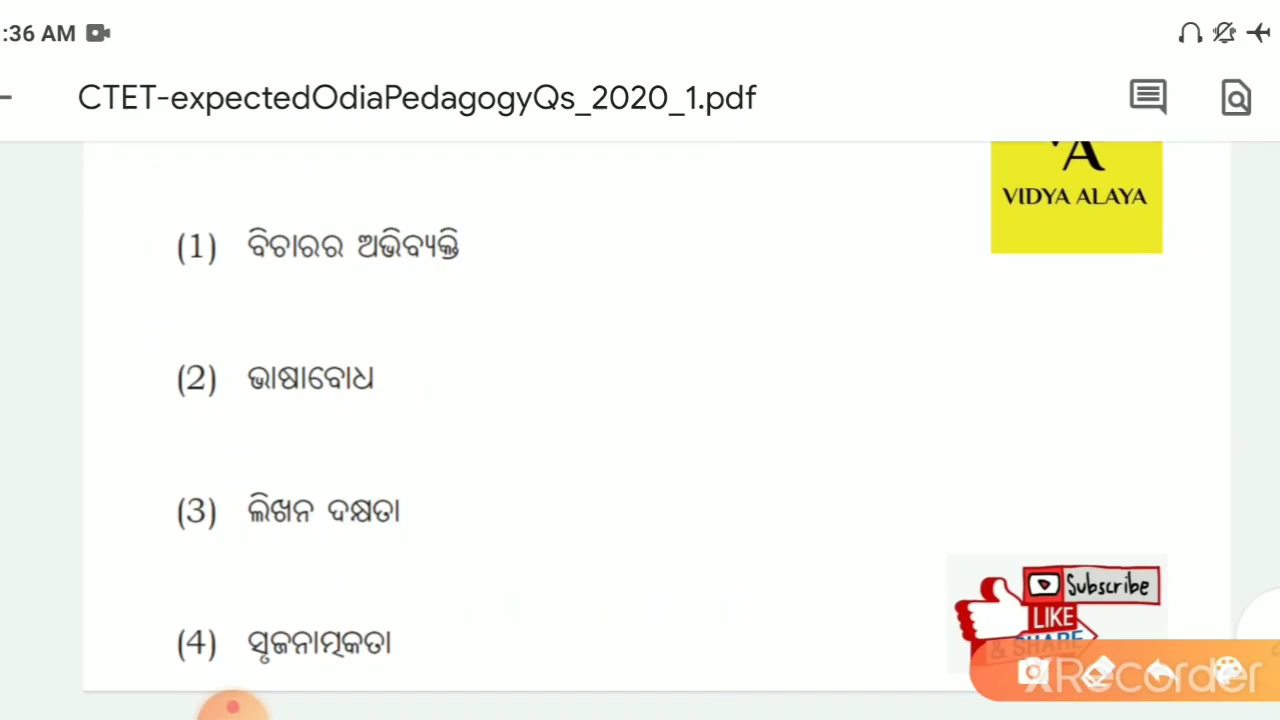 :36 AM
CTET-expectedOdiaPedagogyQs_2020_1.pdf
A
VIDYA ALAYA
(1) ବିଚାରର ଅଭିବ୍ୟକ୍ତି
(2) ଭାଷାବୋଧ
(3) ଲିଖନ ଦକ୍ଷତା
(4) ସୃଜନାତ୍ମକତା
Subscribe
LIKE
& SHARE
XRecorder